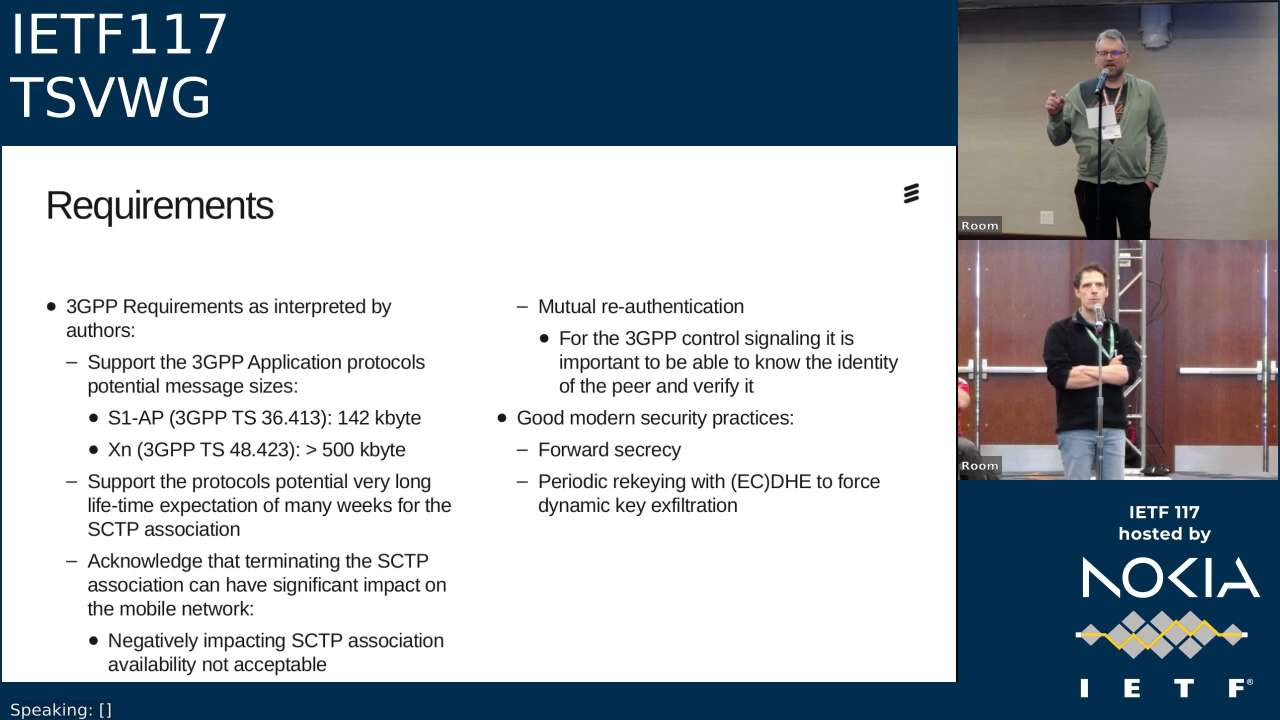 IETF117
TSVWG
Requirements
● 3GPP Requirements as interpreted by
authors:
– Support the 3GPP Application protocols
potential message sizes:
● S1-AP (3GPP TS 36.413): 142 kbyte
● Xn (3GPP TS 48.423): > 500 kbyte
– Support the protocols potential very long
life-time expectation of many weeks for the
SCTP association
– Acknowledge that terminating the SCTP
association can have significant impact on
the mobile network:
● Negatively impacting SCTP association
availability not acceptable
– Mutual re-authentication
● For the 3GPP control signaling it is
important to be able to know the identity
of the peer and verify it
● Good modern security practices:
– Forward secrecy
– Periodic rekeying with (EC)DHE to force
dynamic key exfiltration
Room
Room
IETF 117
hosted by
NOKIA
I E T F®
Speaking: []